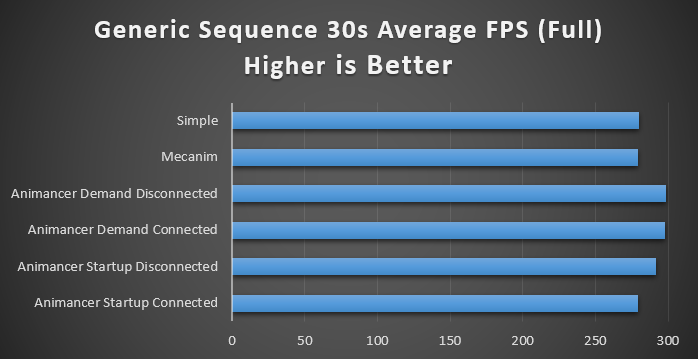 Generic Sequence 30s Average FPS (Full)
Higher is Better
Simple
Mecanim
Animancer Demand Disconnected
Animancer Demand Connected
Animancer Startup Disconnected
Animancer Startup Connected
0 50 100 150 200 250 300